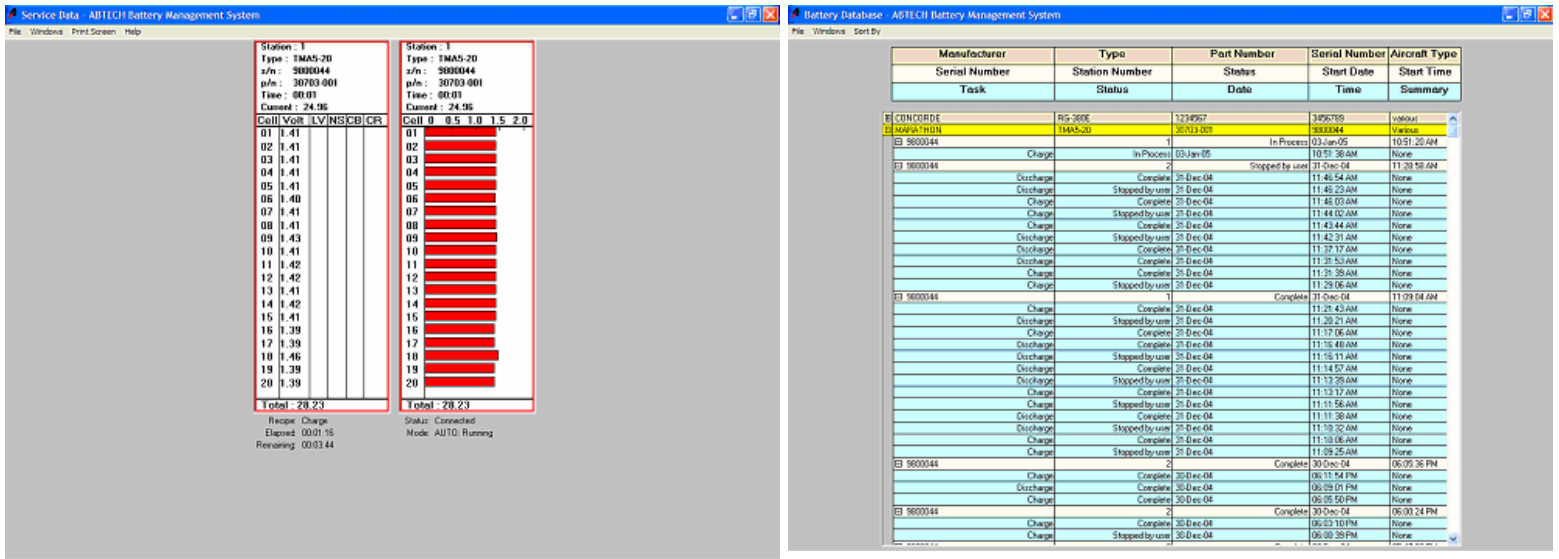 Service Data - ABTECH Battery Management System
File Windows Print Screen Help
Station : 1
Type : TMA5-20
s/n : 9800044
p/n : 30703-001
Time : 00:01
Current : 24.96
Cell Volt LV NS CB CR
01 1.41
02 1.41
03 1.41
04 1.41
05 1.41
06 1.40
07 1.41
08 1.41
09 1.43
10 1.41
11 1.42
12 1.42
13 1.41
14 1.42
15 1.41
16 1.39
17 1.39
18 1.46
19 1.39
20 1.39
Total : 28.23
Recipe: Charge
Elapsed: 00:01:16
Remaining: 00:03:44
Station : 1
Type : TMA5-20
s/n : 9800044
p/n : 30703-001
Time : 00:01
Current : 24.96
Cell 0 0.5 1.0 1.5 2.0
01
02
03
04
05
06
07
08
09
10
11
12
13
14
15
16
17
18
19
20
Total : 28.23
Status: Connected
Mode: AUTO: Running
Battery Database - ABTECH Battery Management System
File Windows Sort By
Manufacturer Type Part Number Serial Number Aircraft Type
Serial Number Station Number Status Start Date Start Time
Task Status Date Time Summary
CONCORDE RG-380E 1234567 3456789 various
MARATHON TMA5-20 30703-001 9800044 Various
9800044 1 In Process 03-Jan-05 10:51:20 AM
Charge In Process 03-Jan-05 10:51:38 AM None
9800044 2 Stopped by user 31-Dec-04 11:28:58 AM
Discharge Complete 31-Dec-04 11:46:54 AM None
Discharge Stopped by user 31-Dec-04 11:46:23 AM None
Charge Complete 31-Dec-04 11:46:03 AM None
Charge Stopped by user 31-Dec-04 11:44:02 AM None
Charge Complete 31-Dec-04 11:43:44 AM None
Discharge Stopped by user 31-Dec-04 11:42:31 AM None
Discharge Complete 31-Dec-04 11:37:17 AM None
Charge Complete 31-Dec-04 11:31:53 AM None
Charge Complete 31-Dec-04 11:31:39 AM None
Charge Stopped by user 31-Dec-04 11:29:06 AM None
9800044 1 Complete 31-Dec-04 11:09:04 AM
Charge Complete 31-Dec-04 11:21:43 AM None
Discharge Stopped by user 31-Dec-04 11:20:21 AM None
Charge Complete 31-Dec-04 11:17:06 AM None
Discharge Complete 31-Dec-04 11:16:48 AM None
Discharge Stopped by user 31-Dec-04 11:16:11 AM None
Charge Complete 31-Dec-04 11:14:57 AM None
Discharge Stopped by user 31-Dec-04 11:13:39 AM None
Charge Complete 31-Dec-04 11:13:17 AM None
Charge Stopped by user 31-Dec-04 11:11:56 AM None
Discharge Complete 31-Dec-04 11:11:38 AM None
Discharge Stopped by user 31-Dec-04 11:10:32 AM None
Charge Complete 31-Dec-04 11:10:06 AM None
Charge Stopped by user 31-Dec-04 11:09:25 AM None
9800044 2 Complete 30-Dec-04 06:05:36 PM
Charge Complete 30-Dec-04 06:11:54 PM None
Discharge Complete 30-Dec-04 06:09:01 PM None
Charge Complete 30-Dec-04 06:05:50 PM None
9800044 2 Complete 30-Dec-04 06:00:24 PM
Charge Complete 30-Dec-04 06:03:10 PM None
Charge Stopped by user 30-Dec-04 06:00:39 PM None